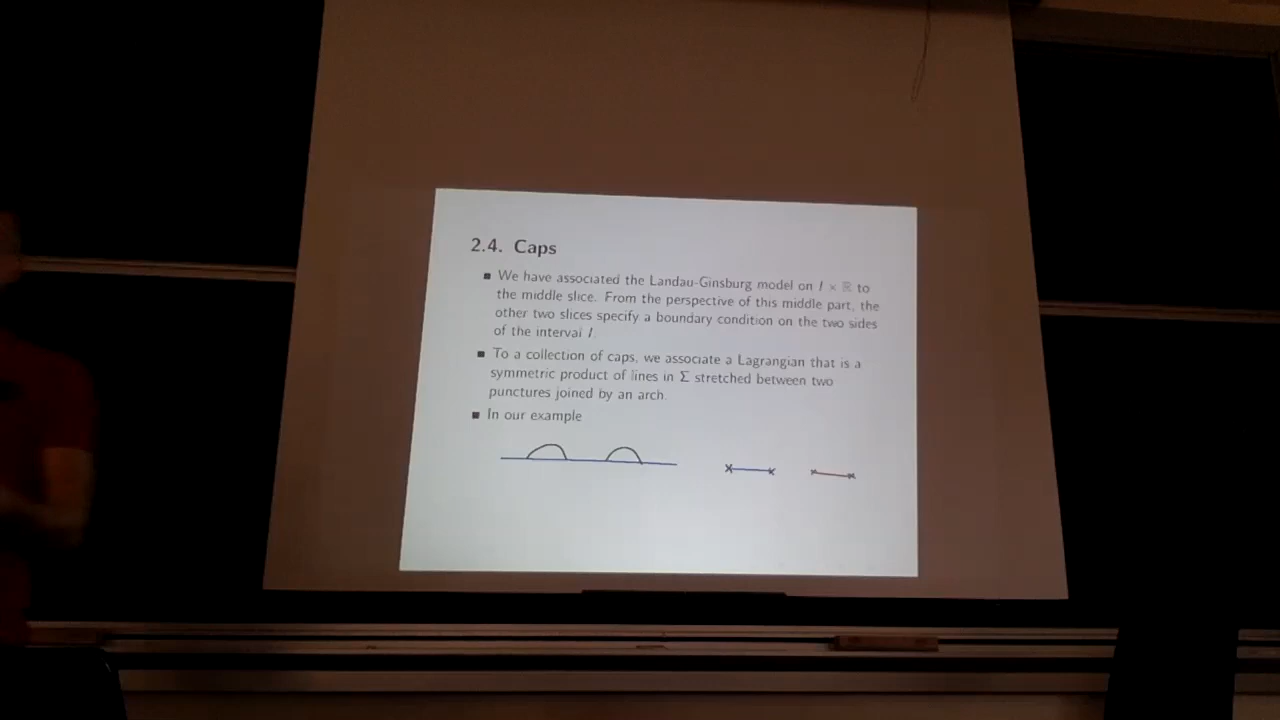 2.4. Caps
We have associated the Landau-Ginsburg model on I × ℝ to
the middle slice. From the perspective of this middle part, the
other two slices specify a boundary condition on the two sides
of the interval I.
To a collection of caps, we associate a Lagrangian that is a
symmetric product of lines in Σ stretched between two
punctures joined by an arch.
In our example